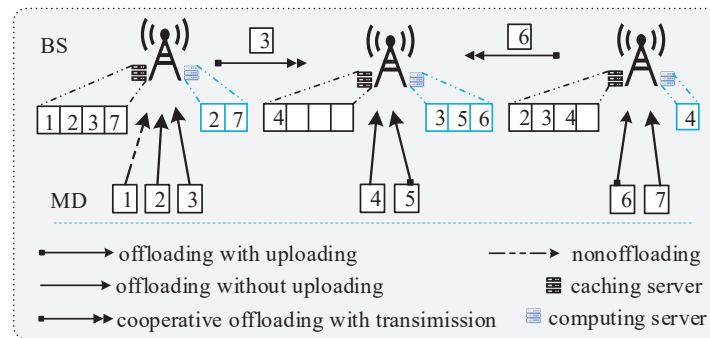 BS
3
6
1 2 3 7
2 7
4
3 5 6
2 3 4
4
MD
1 2 3
4 5
6 7
offloading with uploading
nonoffloading
offloading without uploading
caching server
cooperative offloading with transimission
computing server